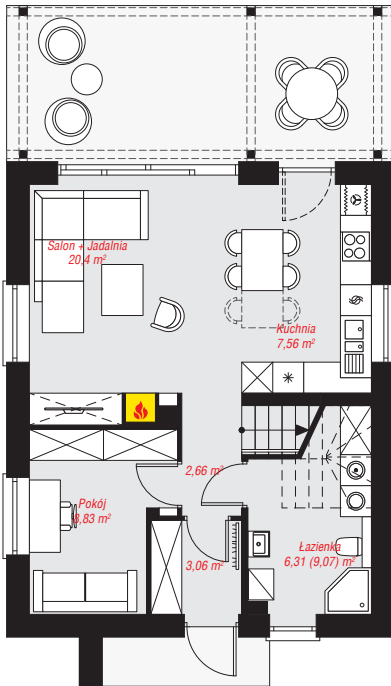 Salon + Jadalnia
20,4 m²
Kuchnia
7,56 m²
2,66 m²
Pokój
8,83 m²
3,06 m²
Łazienka
6,31 (9,07) m²